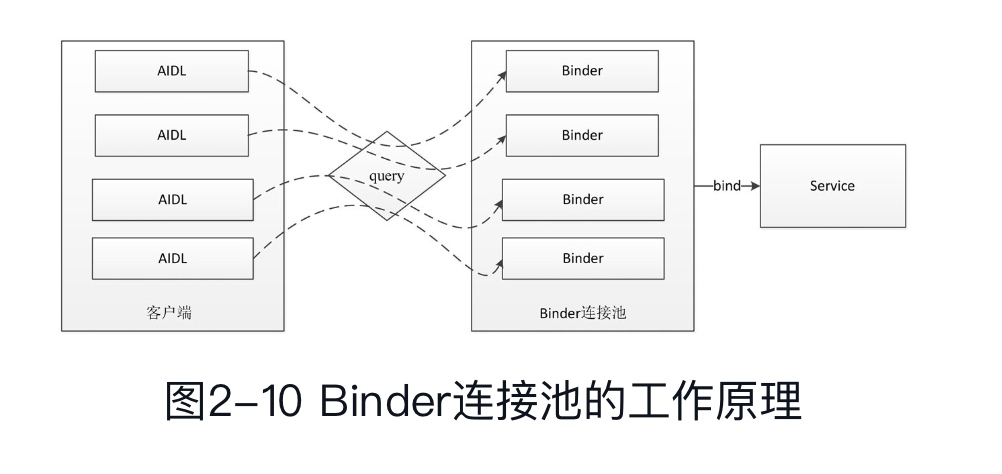 AIDL
AIDL
AIDL
AIDL
客户端
query
Binder
Binder
Binder
Binder
Binder连接池
bind
Service
图2-10 Binder连接池的工作原理